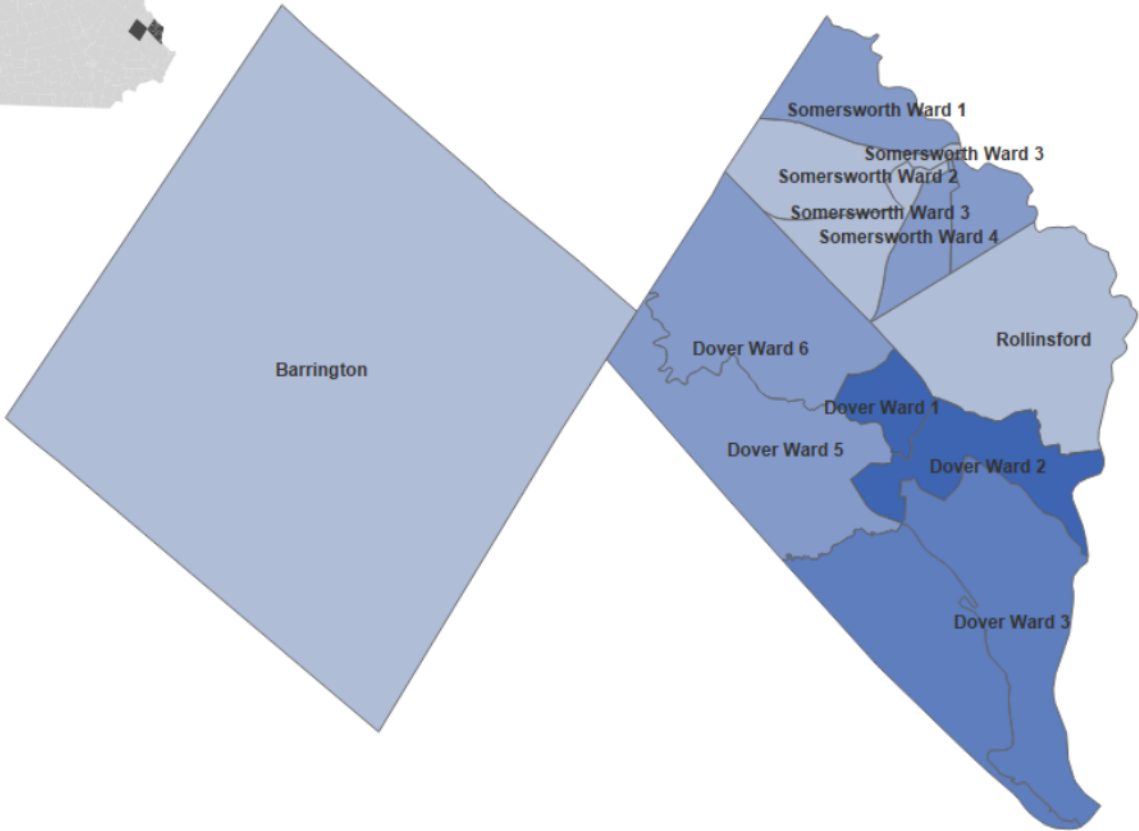 Somersworth Ward 1
Somersworth Ward 3
Somersworth Ward 2
Somersworth Ward 3
Somersworth Ward 4
Rollinsford
Dover Ward 6
Barrington
Dover Ward 1
Dover Ward 5
Dover Ward 2
Dover Ward 3